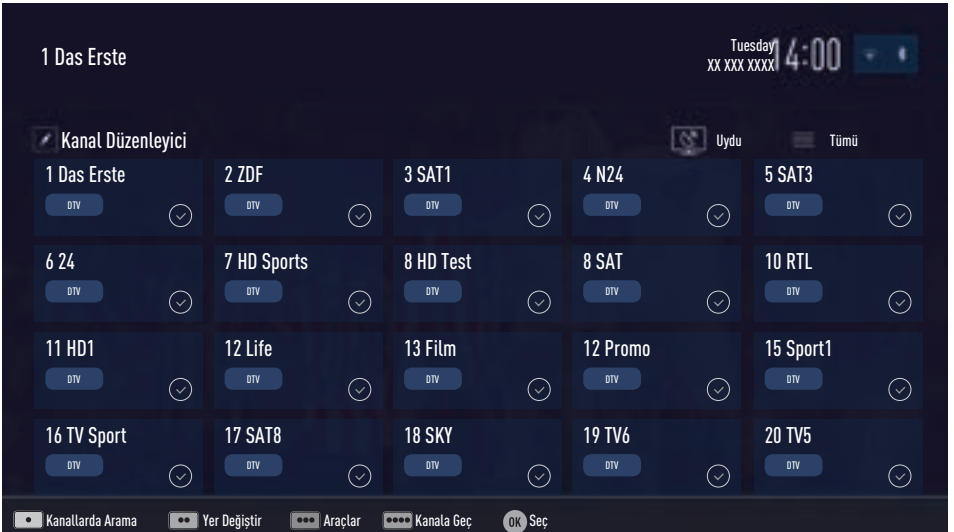 1 Das Erste
Tuesday
XX XXX XXXX
14:00
Kanal Düzenleyici
Uydu
Tümü
1 Das Erste
2 ZDF
3 SAT1
4 N24
5 SAT3
DTV
DTV
DTV
DTV
DTV
6 24
7 HD Sports
8 HD Test
8 SAT
10 RTL
DTV
DTV
DTV
DTV
DTV
11 HD1
12 Life
13 Film
12 Promo
15 Sport1
DTV
DTV
DTV
DTV
DTV
16 TV Sport
17 SAT8
18 SKY
19 TV6
20 TV5
DTV
DTV
DTV
DTV
DTV
Kanallarda Arama
Yer Değiştir
Araçlar
Kanala Geç
OK Seç